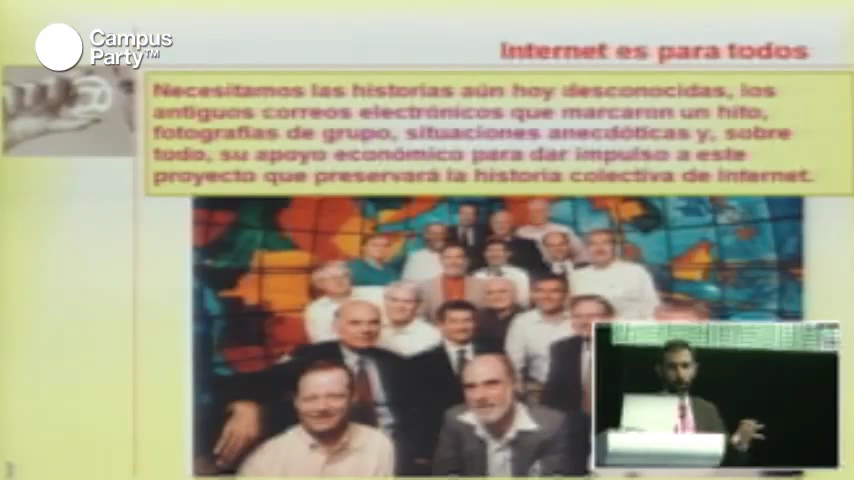 Campus
Party™
Internet es para todos
Necesitamos las historias aún hoy desconocidas, los
antiguos correos electrónicos que marcaron un hito,
fotografías de grupo, situaciones anecdóticas y, sobre
todo, su apoyo económico para dar impulso a este
proyecto que preservará la historia colectiva de Internet.